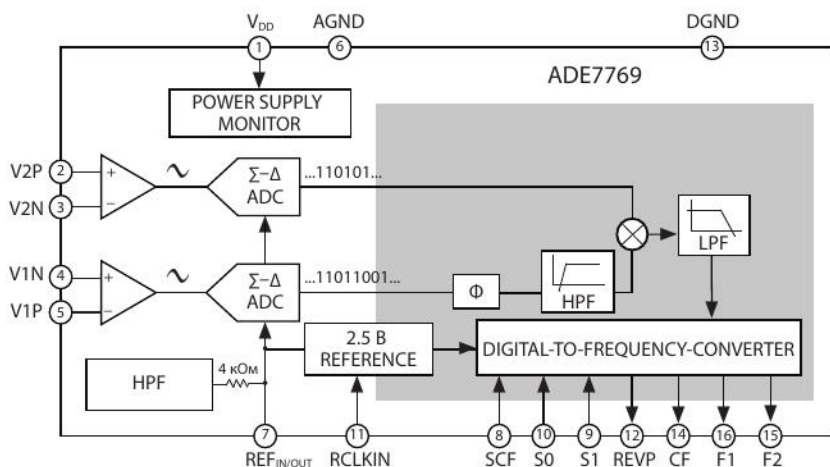 V_DD AGND DGND
1 6 13
ADE7769
POWER SUPPLY
MONITOR
V2P 2 + Σ–Δ ...110101...
ADC
V2N 3 –
LPF
V1N 4 + Σ–Δ ...11011001... Φ HPF
ADC
V1P 5 –
2.5 В
REFERENCE
DIGITAL-TO-FREQUENCY-CONVERTER
HPF 4 кОм
7 11 8 10 9 12 14 16 15
REF_IN/OUT RCLKIN SCF S0 S1 REVP CF F1 F2